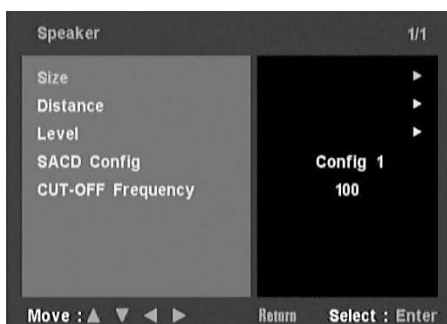 Speaker 1/1
Size ▶
Distance ▶
Level ▶
SACD Config Config 1
CUT-OFF Frequency 100
Move : ▲ ▼ ◀ ▶ Return Select : Enter